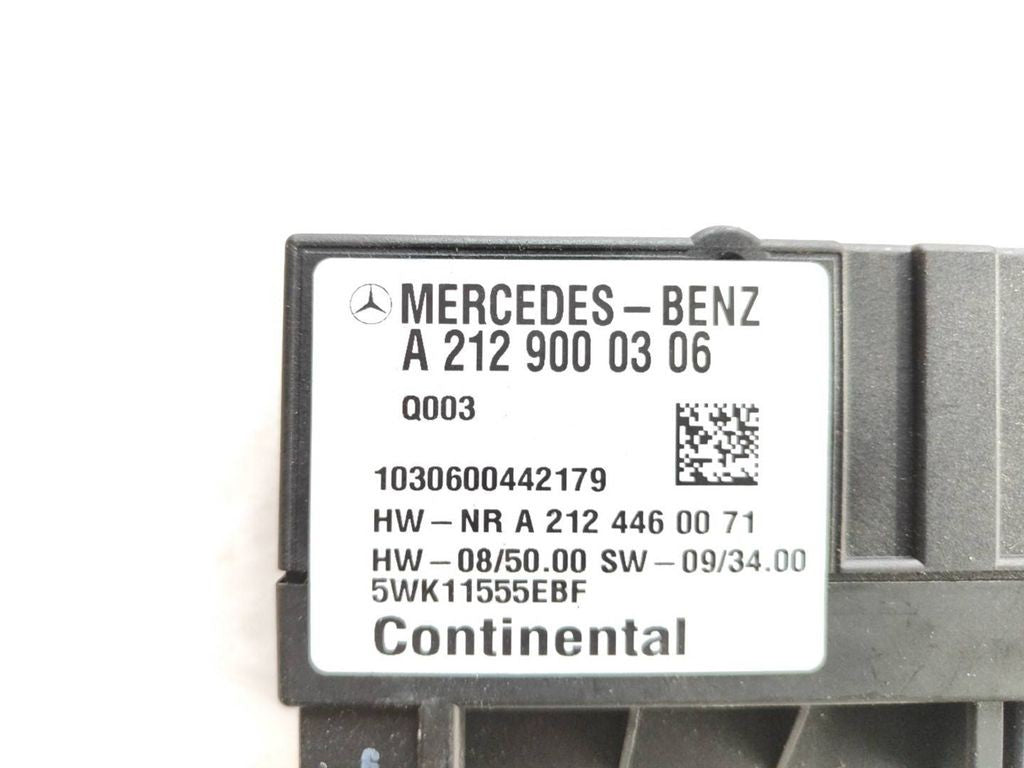 MERCEDES-BENZ
A 212 900 03 06
Q003
1030600442179
HW-NR A 212 446 00 71
HW-08/50.00 SW-09/34.00
5WK11555EBF
Continental